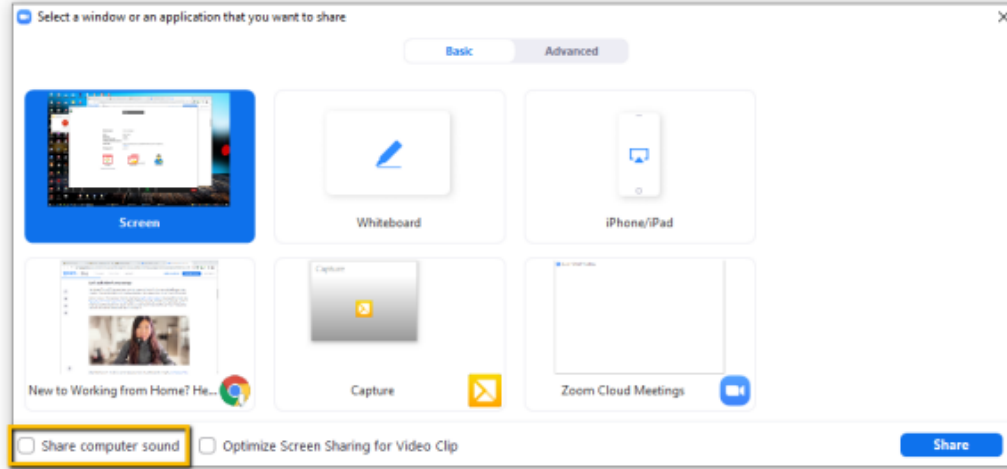 Select a window or an application that you want to share
Basic
Advanced
Screen
Whiteboard
iPhone/iPad
Capture
New to Working from Home? He...
Capture
Zoom Cloud Meetings
Share computer sound
Optimize Screen Sharing for Video Clip
Share